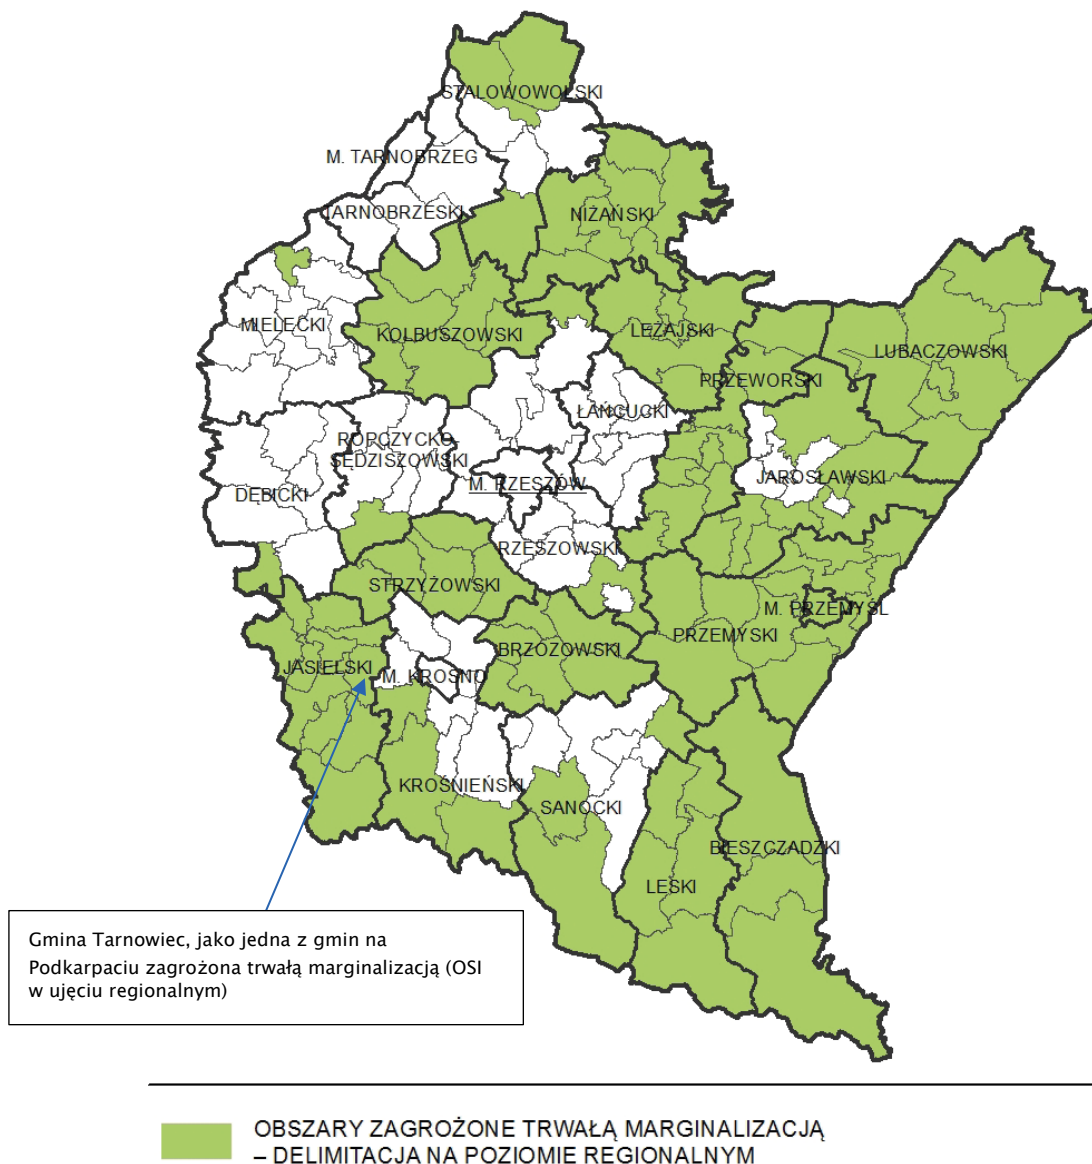 STALOWOWOLSKI
M. TARNOBRZEG
TARNOBRZESKI
NIŻAŃSKI
MIELECKI
KOLBUSZOWSKI
LEŻAJSKI
LUBACZOWSKI
PRZEWORSKI
ŁAŃCUCKI
ROPCZYCKO-
SĘDZISZOWSKI
M. RZESZÓW
JAROSŁAWSKI
DĘBICKI
RZESZOWSKI
STRZYŻOWSKI
M. PRZEMYŚL
PRZEMYSKI
BRZOZOWSKI
JASIELSKI
M. KROSNO
KROŚNIEŃSKI
SANOCKI
BIESZCZADZKI
LESKI
Gmina Tarnowiec, jako jedna z gmin na
Podkarpaciu zagrożona trwałą marginalizacją (OSI
w ujęciu regionalnym)
OBSZARY ZAGROŻONE TRWAŁĄ MARGINALIZACJĄ
– DELIMITACJA NA POZIOMIE REGIONALNYM